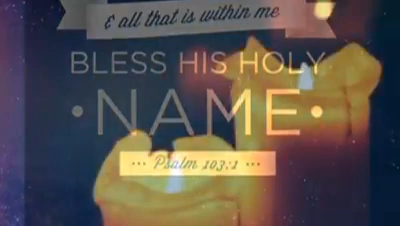 & all that is within me
BLESS HIS HOLY
• NAME •
··· Psalm 103:1 ···